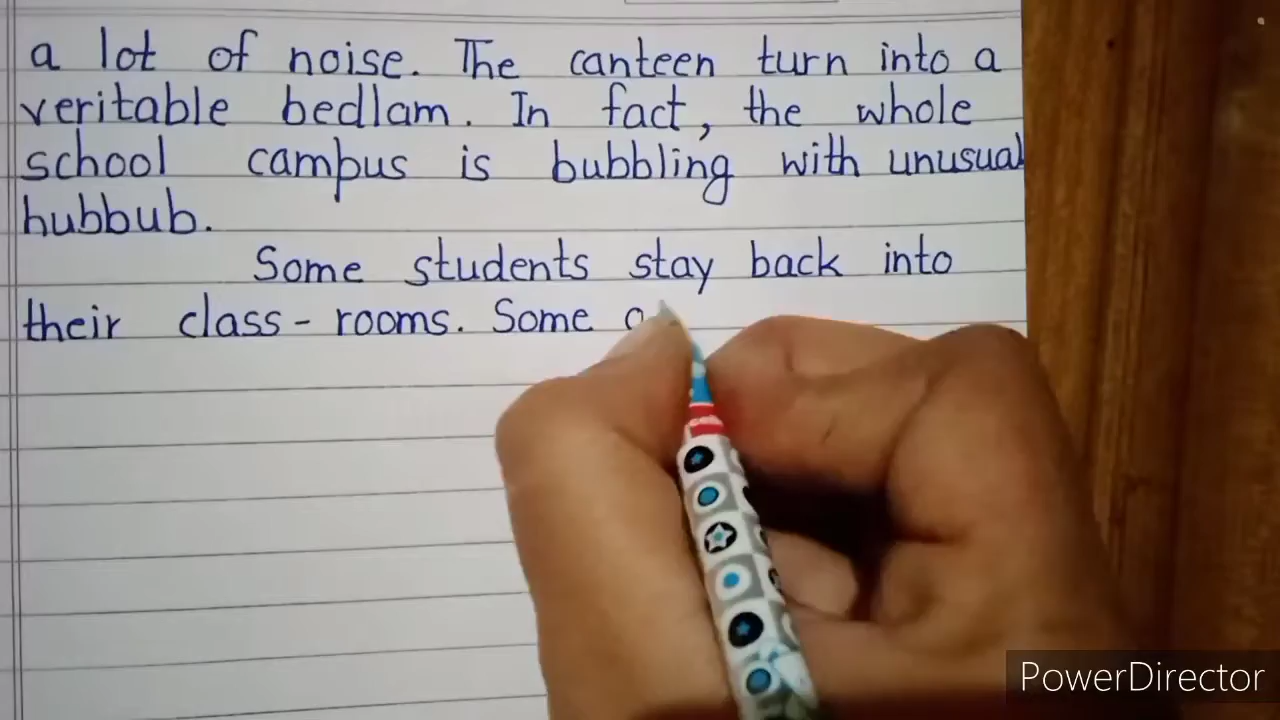 a lot of noise. The canteen turn into a
veritable bedlam. In fact, the whole
school campus is bubbling with unusual
hubbub.
Some students stay back into
their class - rooms. Some
PowerDirector